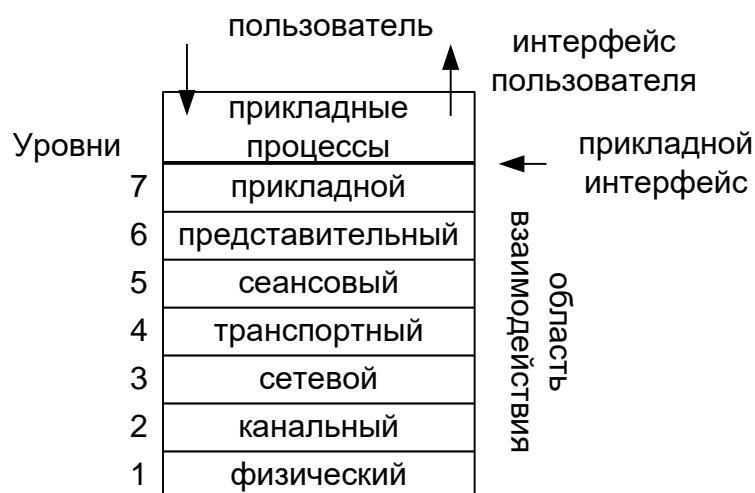 пользователь
интерфейс
пользователя
прикладные
процессы
Уровни
прикладной
интерфейс
7 прикладной
6 представительный
5 сеансовый
4 транспортный
3 сетевой
2 канальный
1 физический
область
взаимодействия